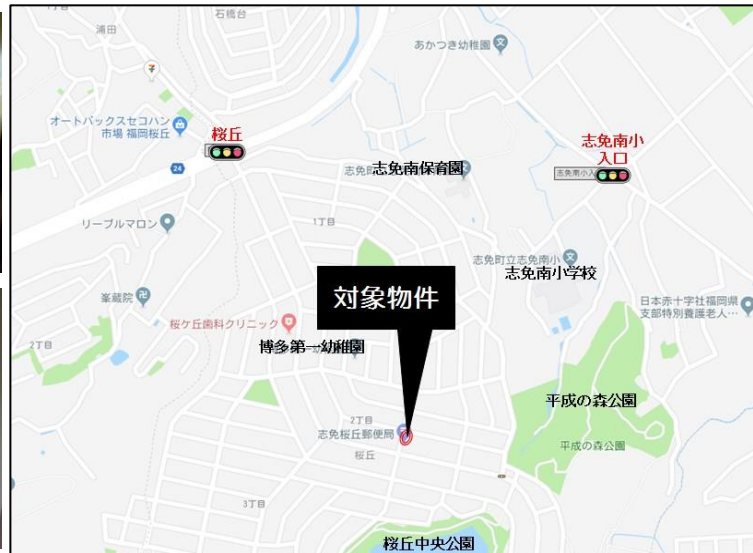 石橋台
浦田
あかつき幼稚園
オートバックスセコハン
市場 福岡桜丘
桜丘
志免南小
入口
志免南小入
24
志免町
志免南保育園
リーブルマロン
1丁目
志免町立志免南小
志免南小学校
対象物件
峯蔵院
日本赤十字社福岡県
支部特別養護老人…
桜ケ丘歯科クリニック
2丁目
博多第一幼稚園
平成の森公園
2丁目
志免桜丘郵便局
平成の森公園
桜丘
3丁目
桜丘中央公園